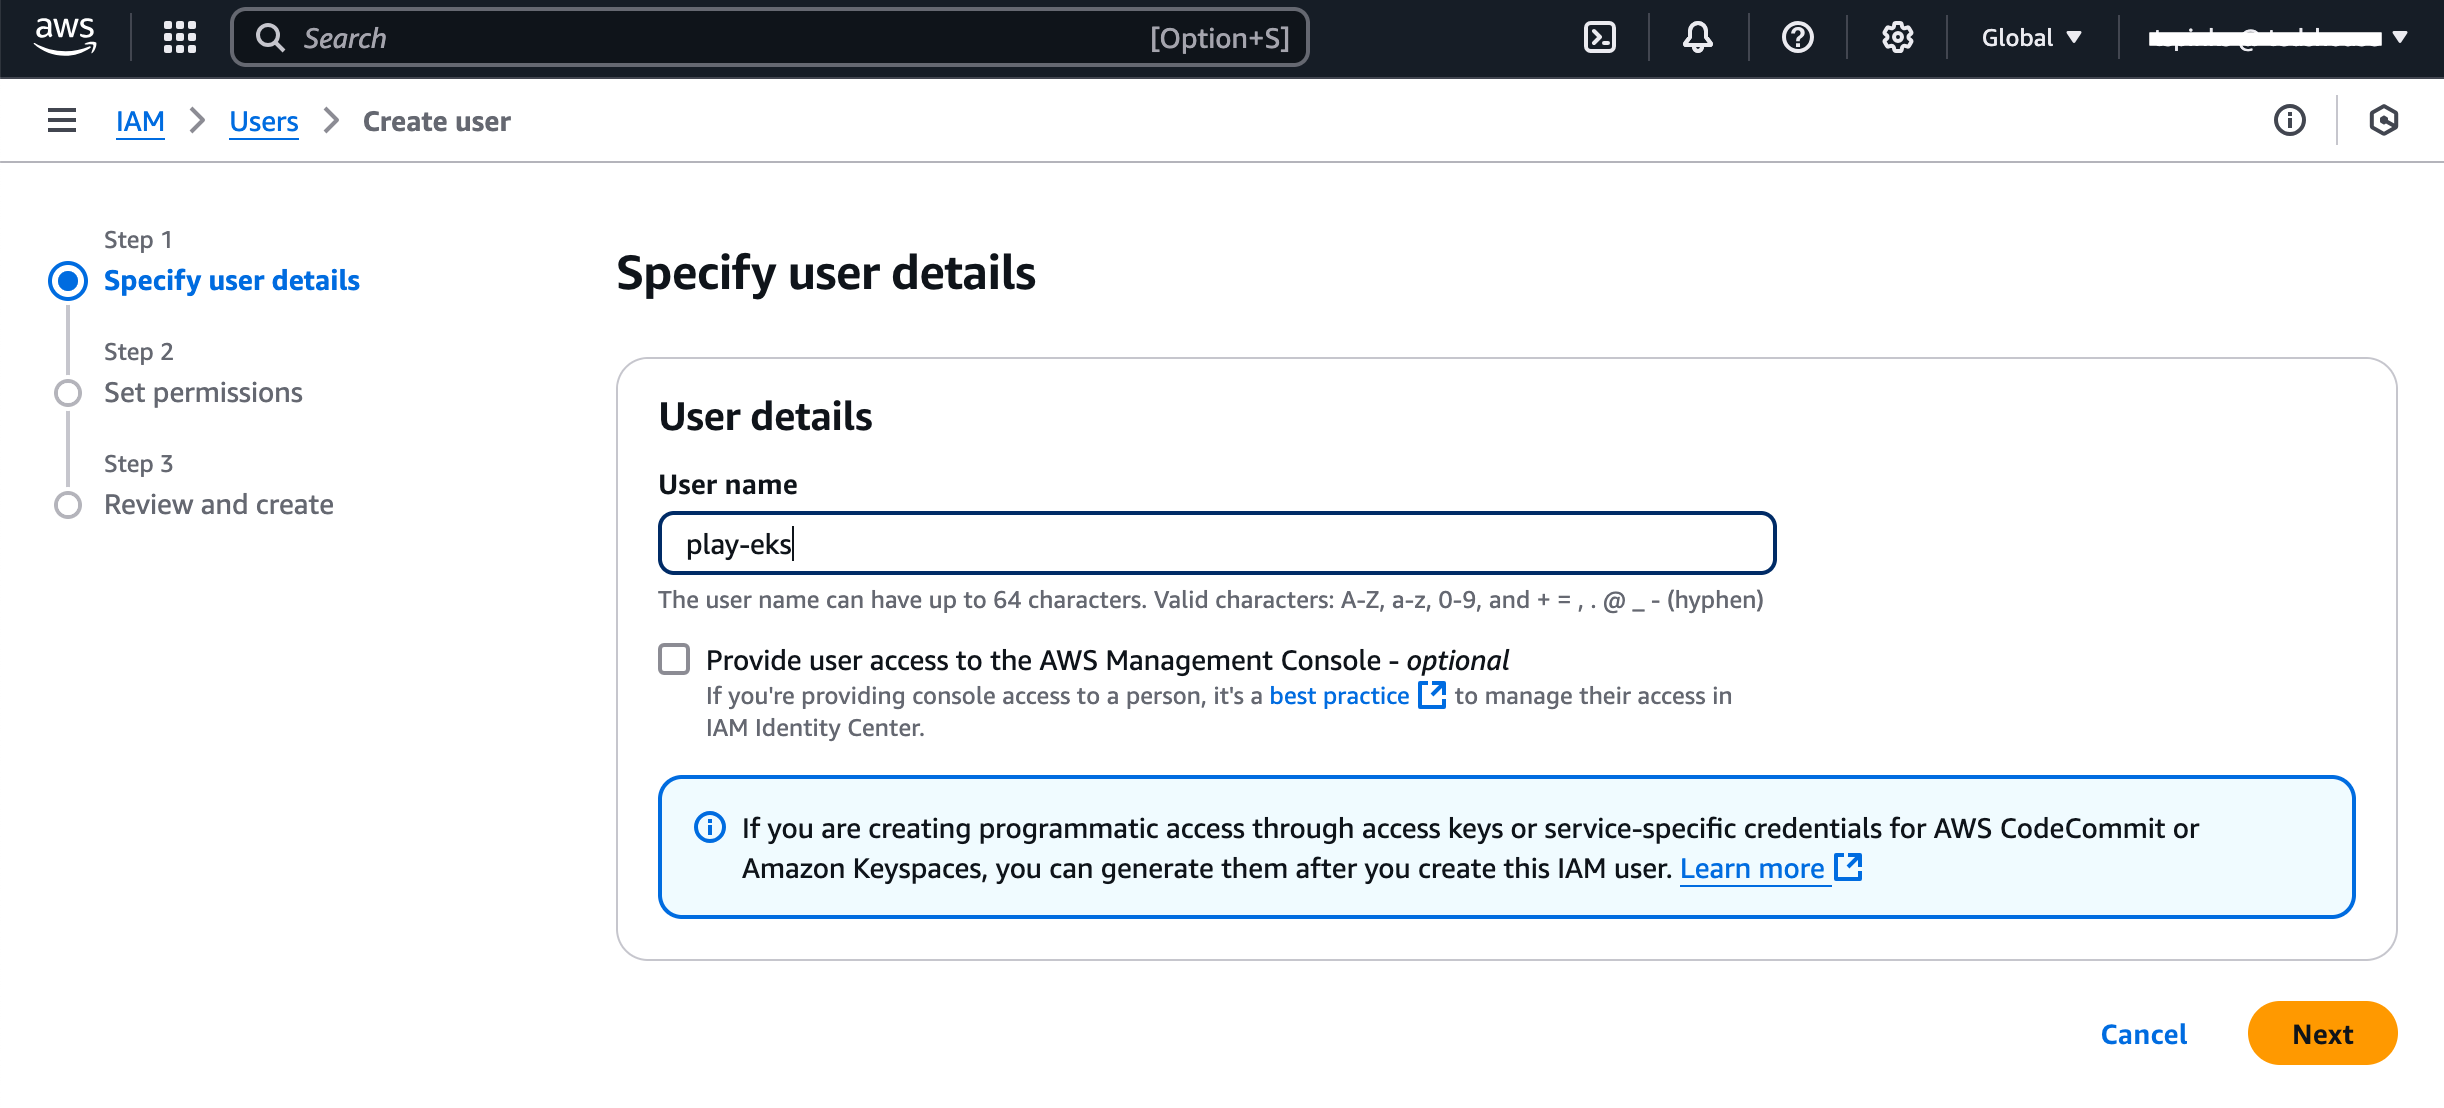 aws
Search
[Option+S]
Global
IAM
Users
Create user
Step 1
Specify user details
Step 2
Set permissions
Step 3
Review and create
Specify user details
User details
User name
play-eks
The user name can have up to 64 characters. Valid characters: A-Z, a-z, 0-9, and + = , . @ _ - (hyphen)
Provide user access to the AWS Management Console - optional
If you're providing console access to a person, it's a best practice to manage their access in
IAM Identity Center.
If you are creating programmatic access through access keys or service-specific credentials for AWS CodeCommit or
Amazon Keyspaces, you can generate them after you create this IAM user. Learn more
Cancel
Next